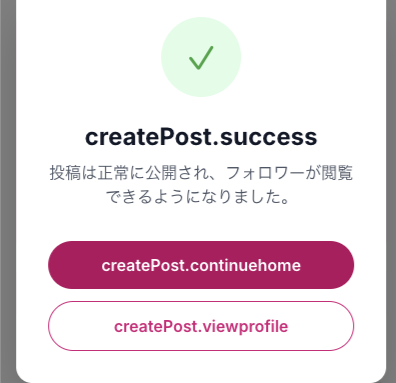 createPost.success
投稿は正常に公開され、フォロワーが閲覧
できるようになりました。
createPost.continuehome
createPost.viewprofile